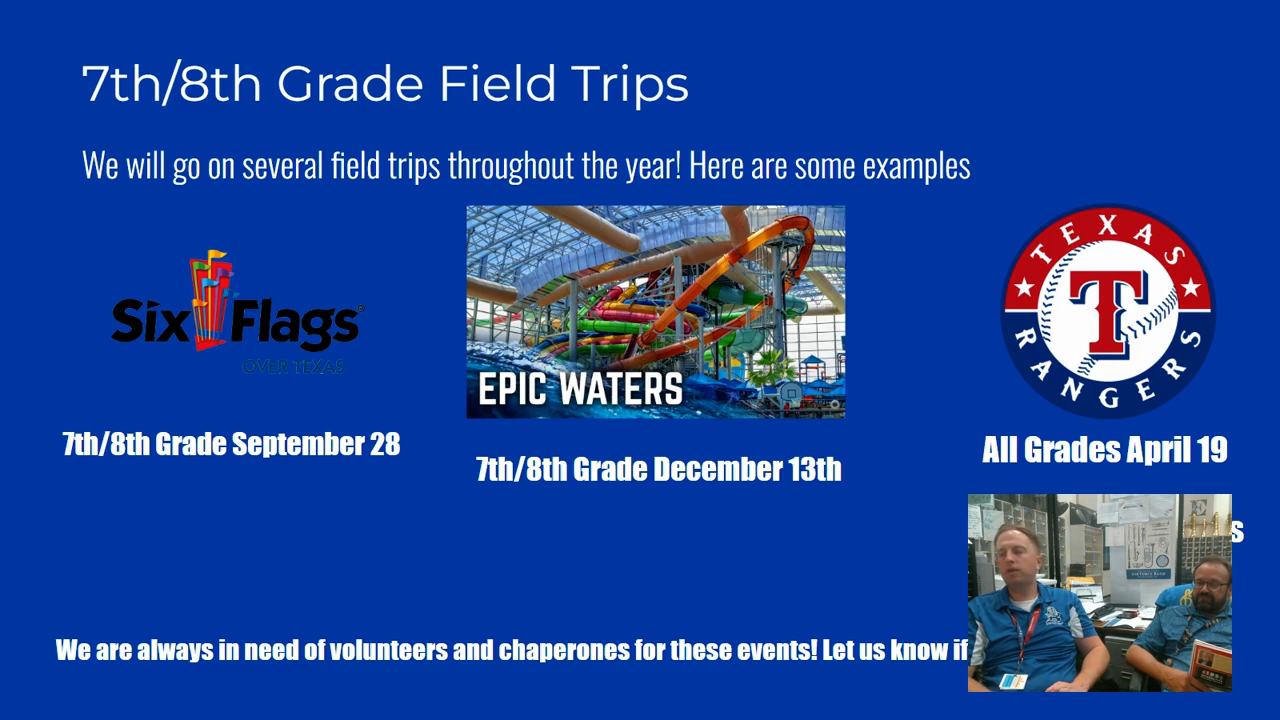 7th/8th Grade Field Trips
We will go on several field trips throughout the year! Here are some examples
Six Flags
OVER TEXAS
EPIC WATERS
TEXAS
T
RANGERS
7th/8th Grade September 28
7th/8th Grade December 13th
All Grades April 19
s
We are always in need of volunteers and chaperones for these events! Let us know if